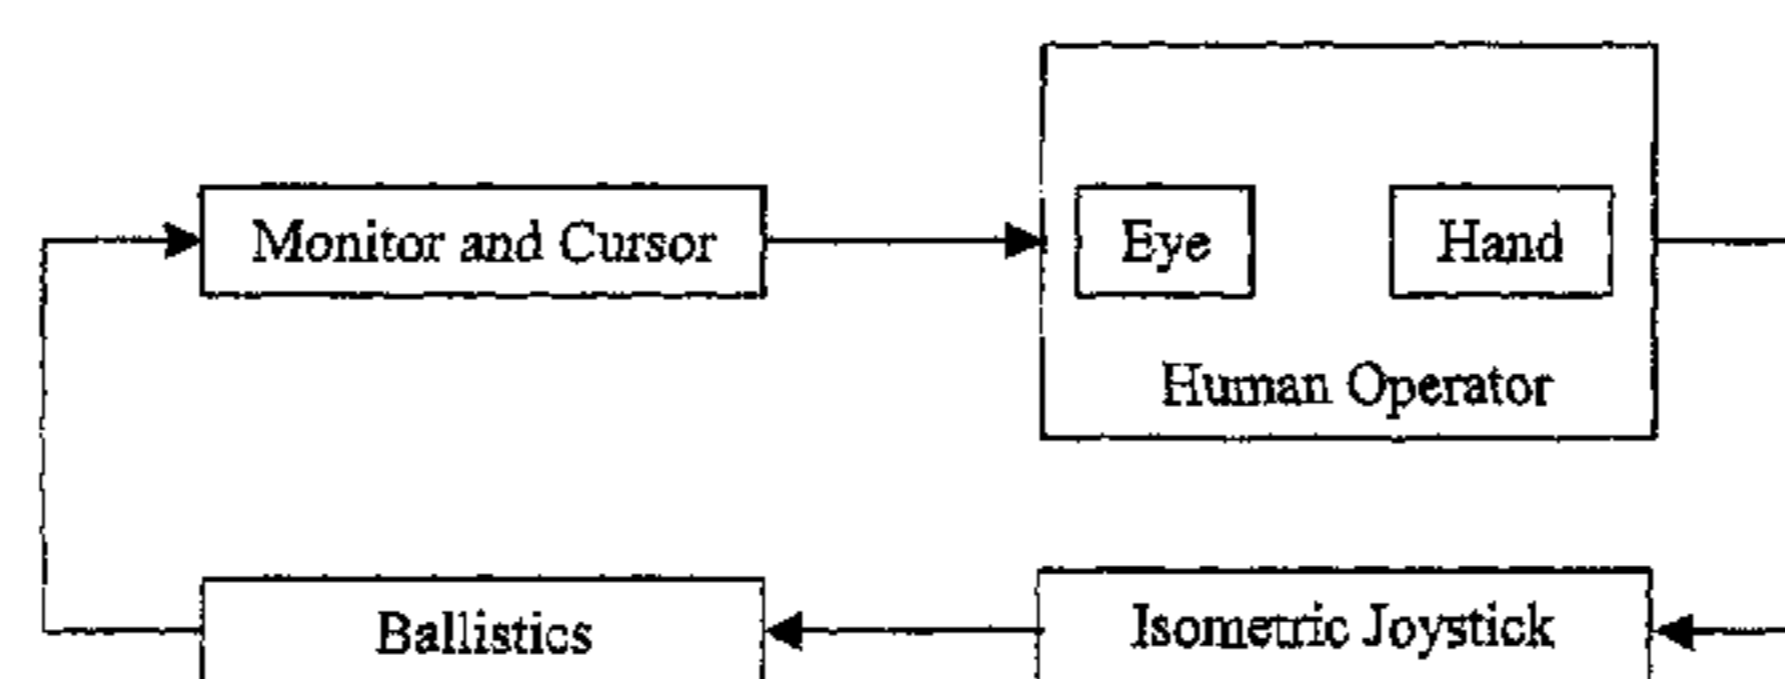 Monitor and Cursor
Eye
Hand
Human Operator
Ballistics
Isometric Joystick